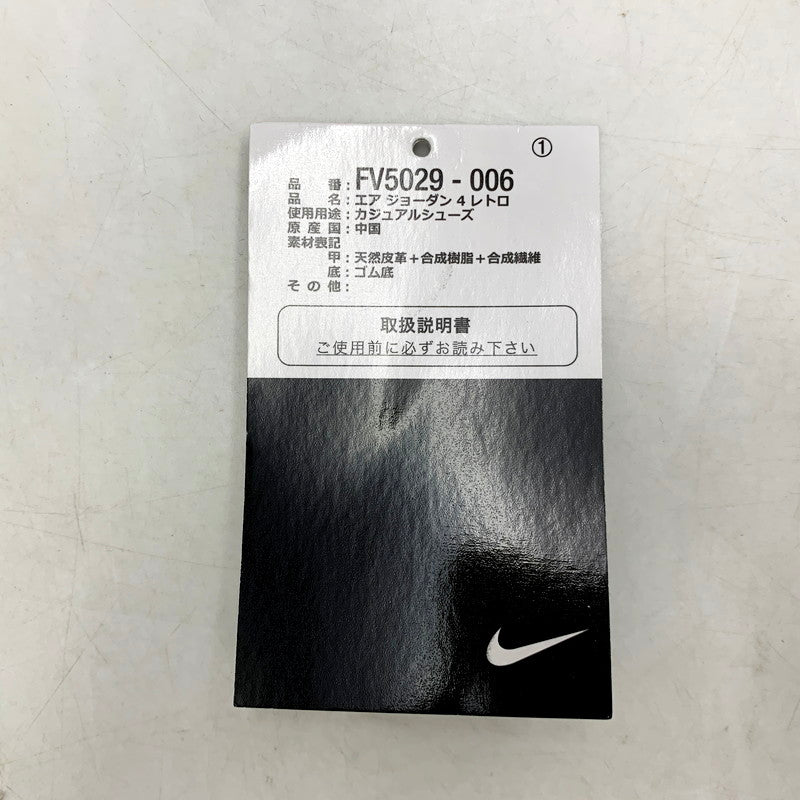 ①
品番：FV5029 - 006
品名：エア ジョーダン 4 レトロ
使用用途：カジュアルシューズ
原産国：中国
素材表記
甲：天然皮革＋合成樹脂＋合成繊維
底：ゴム底
その他：
取扱説明書
ご使用前に必ずお読み下さい